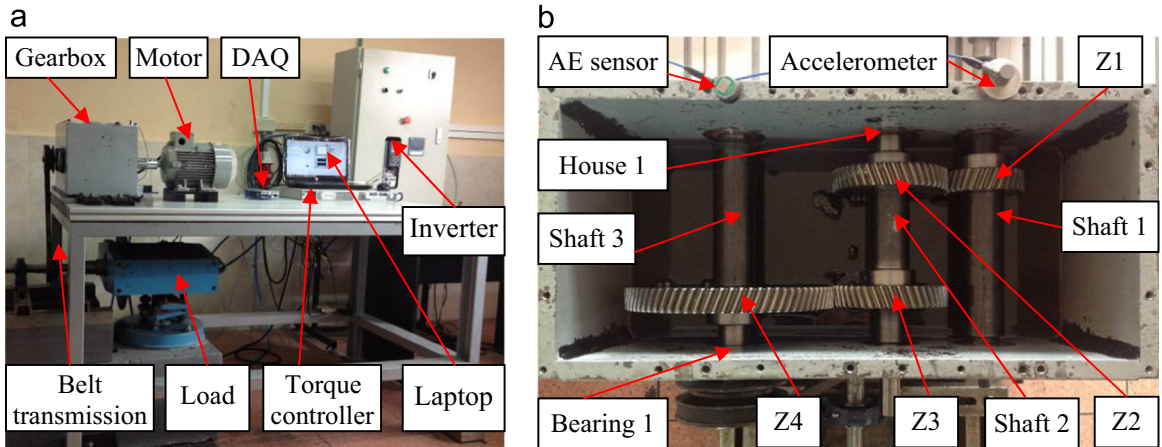 a
Gearbox
Motor
DAQ
Inverter
Belt
transmission
Load
Torque
controller
Laptop
b
AE sensor
Accelerometer
Z1
House 1
Shaft 3
Shaft 1
Bearing 1
Z4
Z3
Shaft 2
Z2